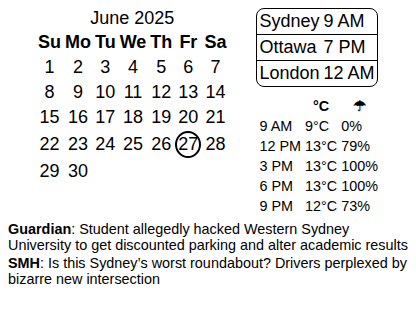 June 2025
Su Mo Tu We Th Fr Sa
1 2 3 4 5 6 7
8 9 10 11 12 13 14
15 16 17 18 19 20 21
22 23 24 25 26 27 28
29 30
Sydney 9 AM
Ottawa 7 PM
London 12 AM
°C ☂
9 AM 9°C 0%
12 PM 13°C 79%
3 PM 13°C 100%
6 PM 13°C 100%
9 PM 12°C 73%
Guardian: Student allegedly hacked Western Sydney
University to get discounted parking and alter academic results
SMH: Is this Sydney's worst roundabout? Drivers perplexed by
bizarre new intersection